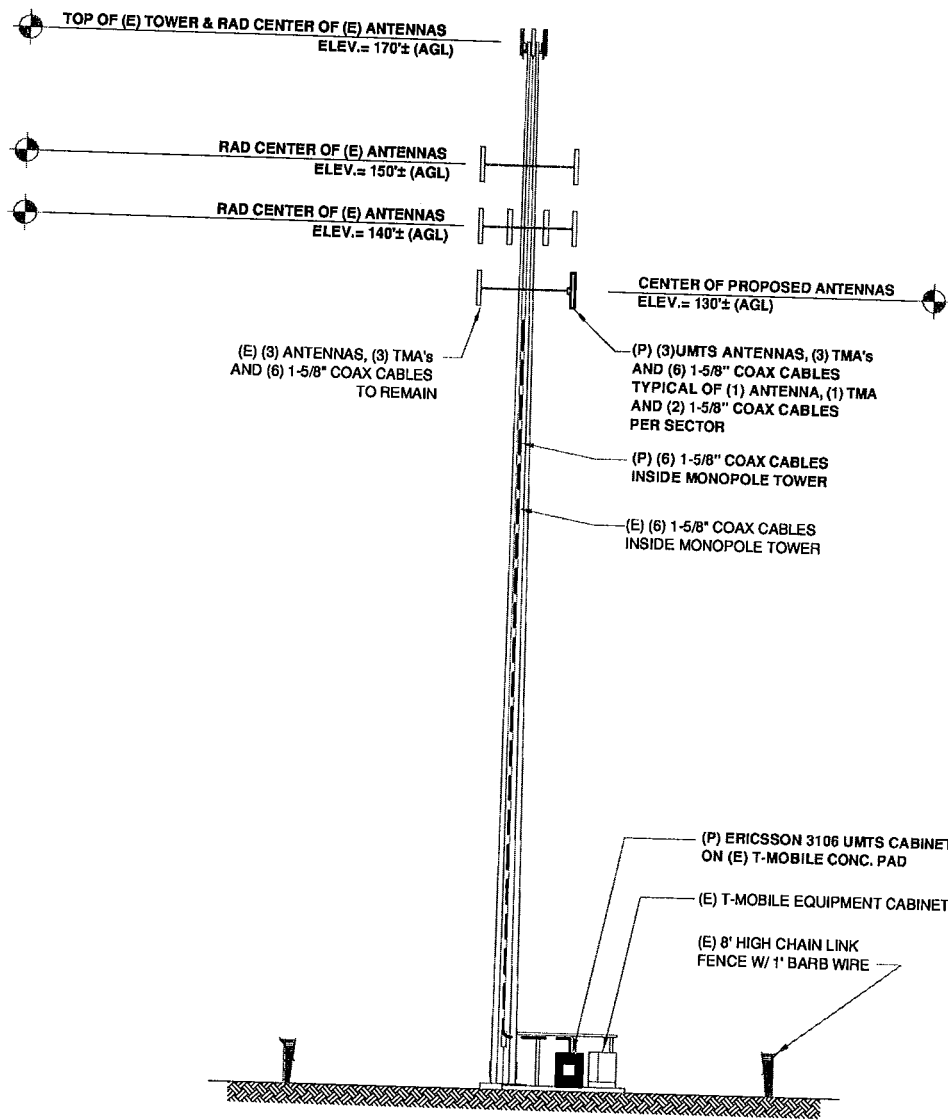 TOP OF (E) TOWER & RAD CENTER OF (E) ANTENNAS
ELEV.= 170'± (AGL)
RAD CENTER OF (E) ANTENNAS
ELEV.= 150'± (AGL)
RAD CENTER OF (E) ANTENNAS
ELEV.= 140'± (AGL)
CENTER OF PROPOSED ANTENNAS
ELEV.= 130'± (AGL)
(E) (3) ANTENNAS, (3) TMA's
AND (6) 1-5/8" COAX CABLES
TO REMAIN
(P) (3)UMTS ANTENNAS, (3) TMA's
AND (6) 1-5/8" COAX CABLES
TYPICAL OF (1) ANTENNA, (1) TMA
AND (2) 1-5/8" COAX CABLES
PER SECTOR
(P) (6) 1-5/8" COAX CABLES
INSIDE MONOPOLE TOWER
(E) (6) 1-5/8" COAX CABLES
INSIDE MONOPOLE TOWER
(P) ERICSSON 3106 UMTS CABINET
ON (E) T-MOBILE CONC. PAD
(E) T-MOBILE EQUIPMENT CABINET
(E) 8' HIGH CHAIN LINK
FENCE W/ 1' BARB WIRE